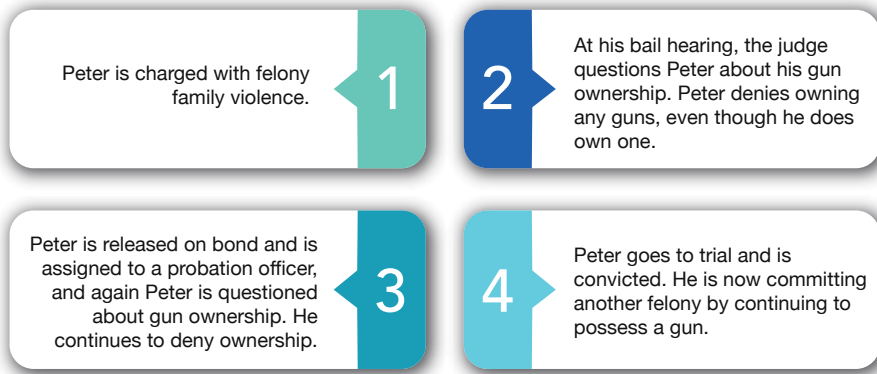 Peter is charged with felony
family violence.
1
2
At his bail hearing, the judge
questions Peter about his gun
ownership. Peter denies owning
any guns, even though he does
own one.
Peter is released on bond and is
assigned to a probation officer,
and again Peter is questioned
about gun ownership. He
continues to deny ownership.
3
4
Peter goes to trial and is
convicted. He is now committing
another felony by continuing to
possess a gun.